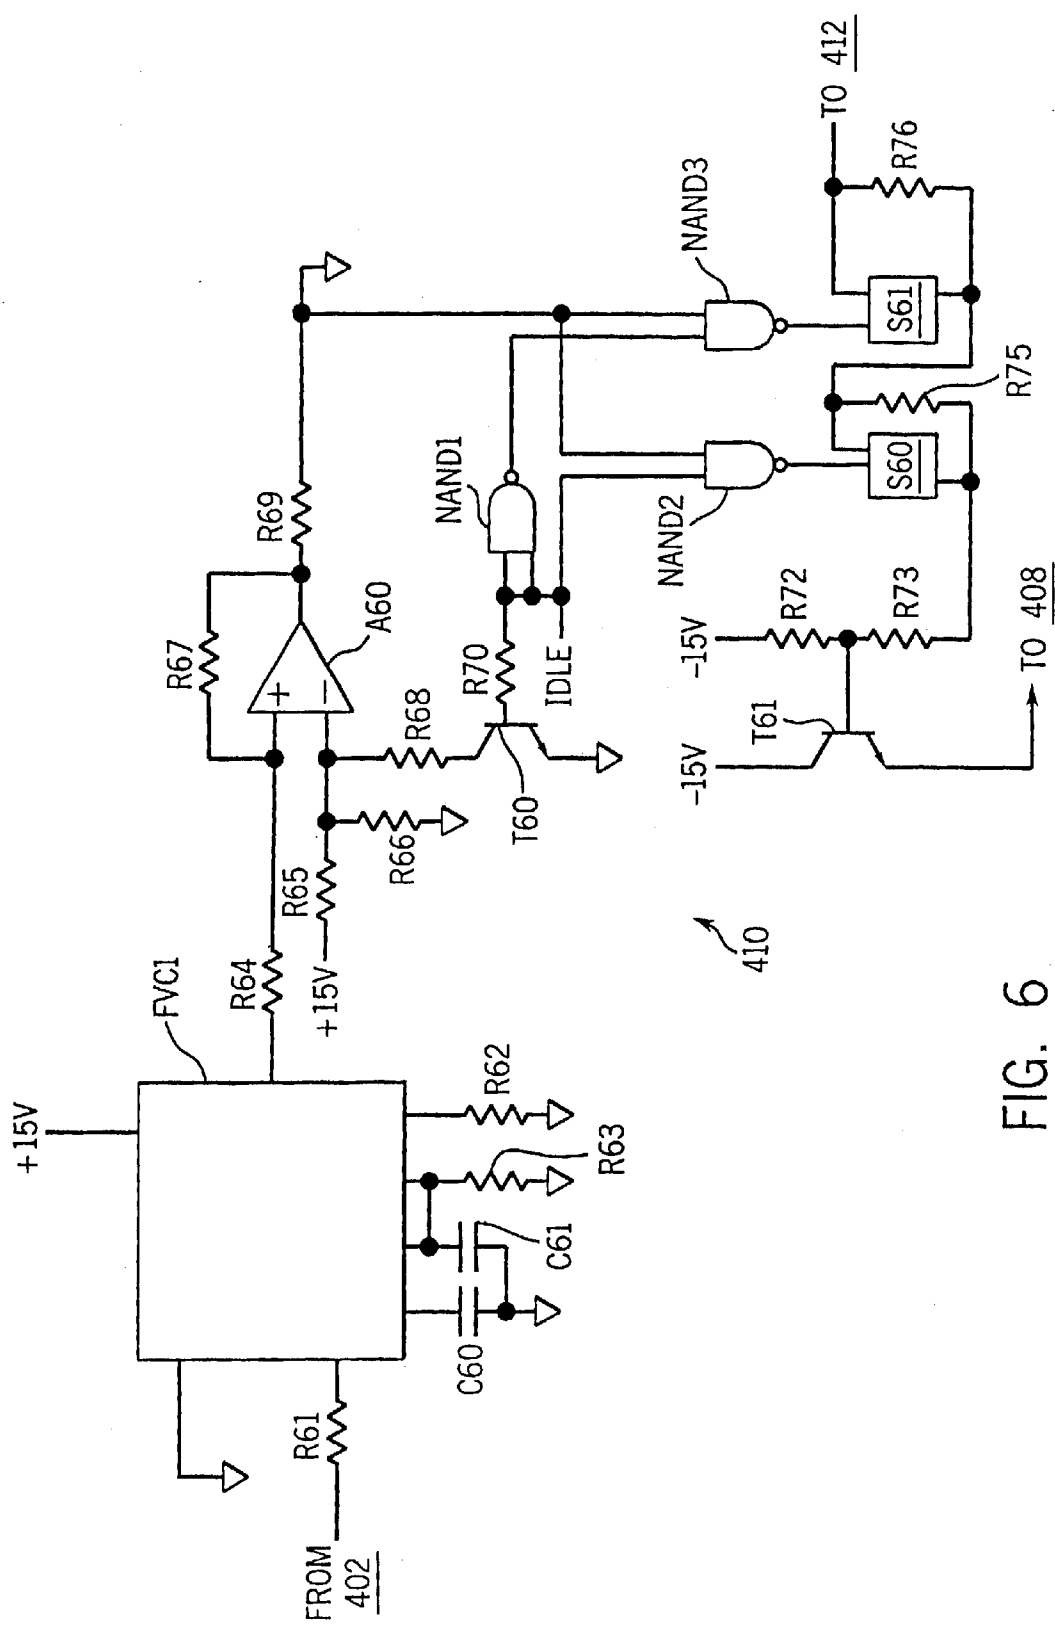 +15V
FVC1
FROM
402
R61
C60
C61
R63
R62
R64
+15V
R65
R66
R67
+
−
A60
R68
T60
R69
R70
IDLE
NAND1
NAND2
NAND3
-15V
-15V
T61
R72
R73
TO 408
S60
R75
S61
R76
TO 412
410
FIG. 6